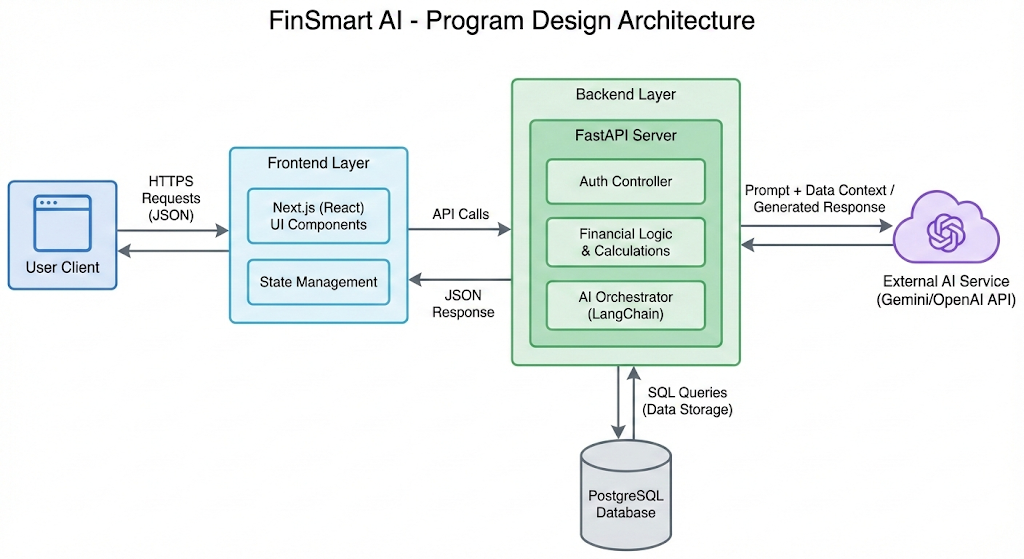 FinSmart AI - Program Design Architecture
User Client
HTTPS
Requests
(JSON)
Frontend Layer
Next.js (React)
UI Components
State Management
API Calls
JSON
Response
Backend Layer
FastAPI Server
Auth Controller
Financial Logic
& Calculations
AI Orchestrator
(LangChain)
Prompt + Data Context /
Generated Response
External AI Service
(Gemini/OpenAI API)
SQL Queries
(Data Storage)
PostgreSQL
Database